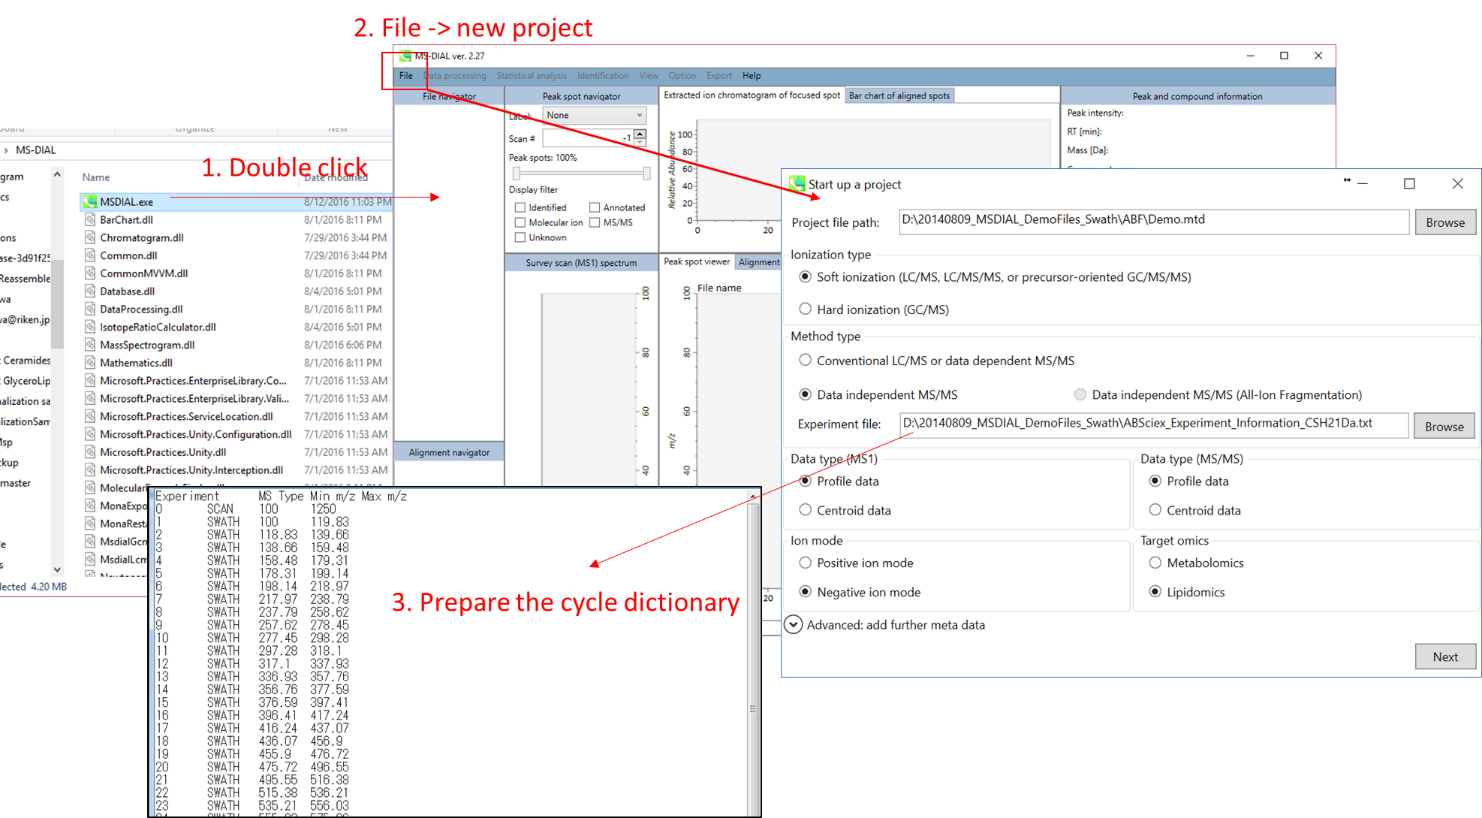 2. File -> new project
MS-DIAL ver. 2.27
File Data processing Statistical analysis Identification View Option Export Help
File navigator
Peak spot navigator
Label: None
Scan # -1
Peak spots: 100%
Display filter
Identified Annotated
Molecular ion MS/MS
Unknown
Extracted ion chromatogram of focused spot Bar chart of aligned spots
Relative Abundance
100
80
60
40
20
0
0 20
Peak and compound information
Peak intensity:
RT [min]:
Mass [Da]:
Organize New
> MS-DIAL
1. Double click
Name Date modified
MSDIAL.exe 8/12/2016 11:03 PM
BarChart.dll 8/1/2016 8:11 PM
Chromatogram.dll 7/29/2016 3:44 PM
Common.dll 7/29/2016 3:44 PM
CommonMVVM.dll 8/1/2016 8:11 PM
Database.dll 8/4/2016 5:01 PM
DataProcessing.dll 8/1/2016 8:11 PM
IsotopeRatioCalculator.dll 8/4/2016 5:01 PM
MassSpectrogram.dll 8/1/2016 6:06 PM
Mathematics.dll 8/1/2016 8:11 PM
Microsoft.Practices.EnterpriseLibrary.Co... 7/1/2016 11:53 AM
Microsoft.Practices.EnterpriseLibrary.Vali... 7/1/2016 11:53 AM
Microsoft.Practices.ServiceLocation.dll 7/1/2016 11:53 AM
Microsoft.Practices.Unity.Configuration.dll 7/1/2016 11:53 AM
Microsoft.Practices.Unity.dll 7/1/2016 11:53 AM
Microsoft.Practices.Unity.Interception.dll 7/1/2016 11:53 AM
Molecular
MonaExpo
MonaRest
MsdialGcn
MsdialLcm
gram
cs
ons
ase-3d91f25
Reassemble
wa
va@riken.jp
: Ceramides
: GlyceroLip
nalization sa
lizationSam
Msp
ckup
master
lected 4.20 MB
Survey scan (MS1) spectrum
100
80
60
40
Peak spot viewer Alignment
File name
100
80
60
40
m/z
20
Alignment navigator
Start up a project
Project file path: D:\20140809_MSDIAL_DemoFiles_Swath\ABF\Demo.mtd Browse
Ionization type
Soft ionization (LC/MS, LC/MS/MS, or precursor-oriented GC/MS/MS)
Hard ionization (GC/MS)
Method type
Conventional LC/MS or data dependent MS/MS
Data independent MS/MS Data independent MS/MS (All-Ion Fragmentation)
Experiment file: D:\20140809_MSDIAL_DemoFiles_Swath\ABSciex_Experiment_Information_CSH21Da.txt Browse
Data type (MS1) Data type (MS/MS)
Profile data Profile data
Centroid data Centroid data
Ion mode Target omics
Positive ion mode Metabolomics
Negative ion mode Lipidomics
Advanced: add further meta data
Next
3. Prepare the cycle dictionary
Experiment MS Type Min m/z Max m/z
0 SCAN 100 1250
1 SWATH 100 119.83
2 SWATH 118.83 139.66
3 SWATH 138.66 159.48
4 SWATH 158.48 179.31
5 SWATH 178.31 199.14
6 SWATH 198.14 218.97
7 SWATH 217.97 238.79
8 SWATH 237.79 258.62
9 SWATH 257.62 278.45
10 SWATH 277.45 298.28
11 SWATH 297.28 318.1
12 SWATH 317.1 337.93
13 SWATH 336.93 357.76
14 SWATH 356.76 377.59
15 SWATH 376.59 397.41
16 SWATH 396.41 417.24
17 SWATH 416.24 437.07
18 SWATH 436.07 456.9
19 SWATH 455.9 476.72
20 SWATH 475.72 496.55
21 SWATH 495.55 516.38
22 SWATH 515.38 536.21
23 SWATH 535.21 556.03